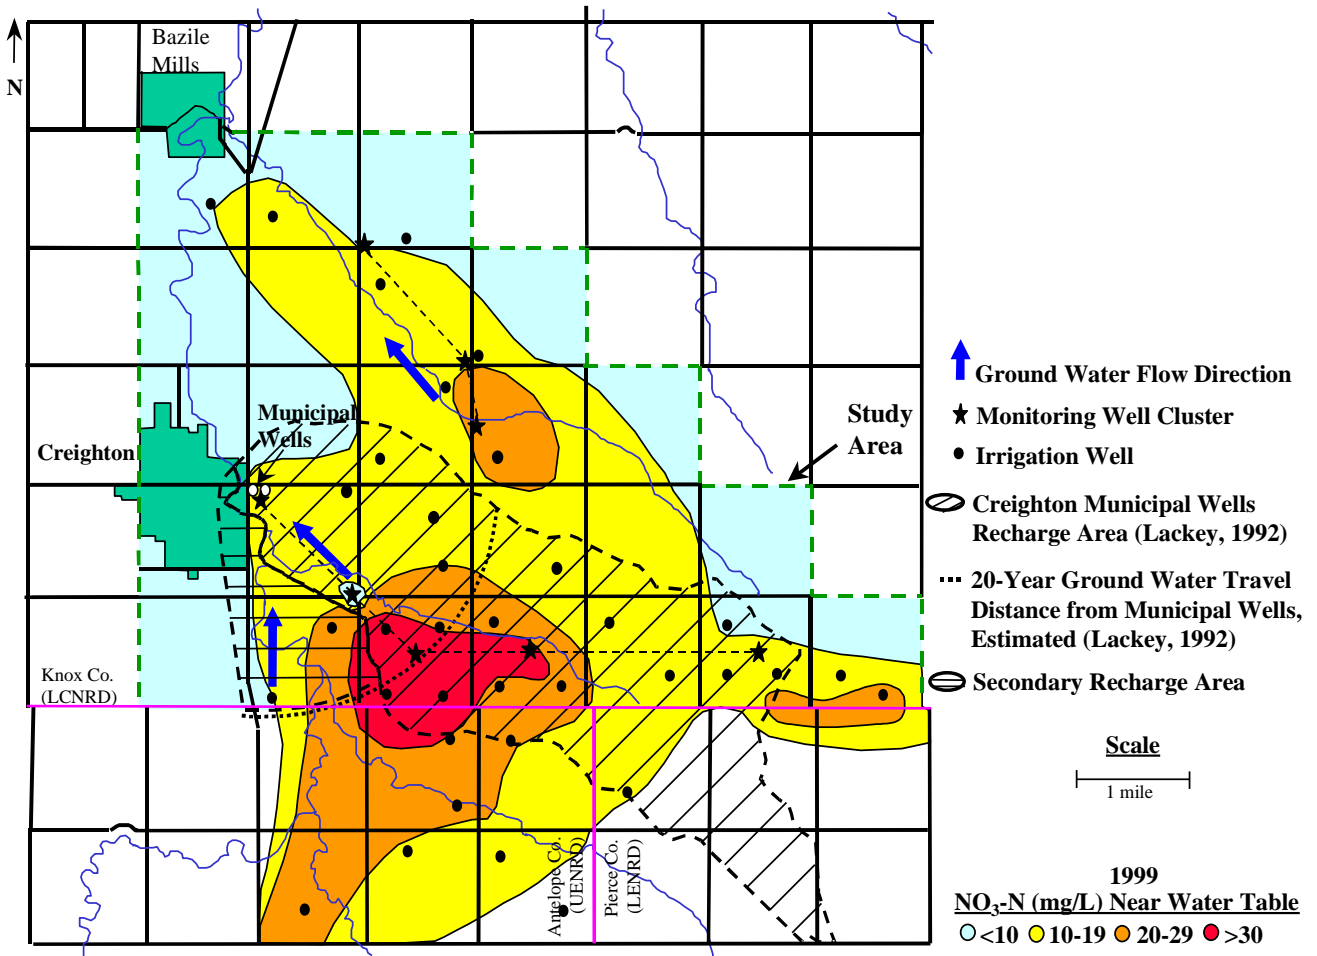 N
Bazile
Mills
Municipal
Wells
Creighton
Study
Area
Knox Co.
(LCNRD)
Antelope Co.
(UENRD)
Pierce Co.
(LENRD)
Ground Water Flow Direction
Monitoring Well Cluster
Irrigation Well
Creighton Municipal Wells
Recharge Area (Lackey, 1992)
20-Year Ground Water Travel
Distance from Municipal Wells,
Estimated (Lackey, 1992)
Secondary Recharge Area
Scale
1 mile
1999
NO₃-N (mg/L) Near Water Table
<10 10-19 20-29 >30